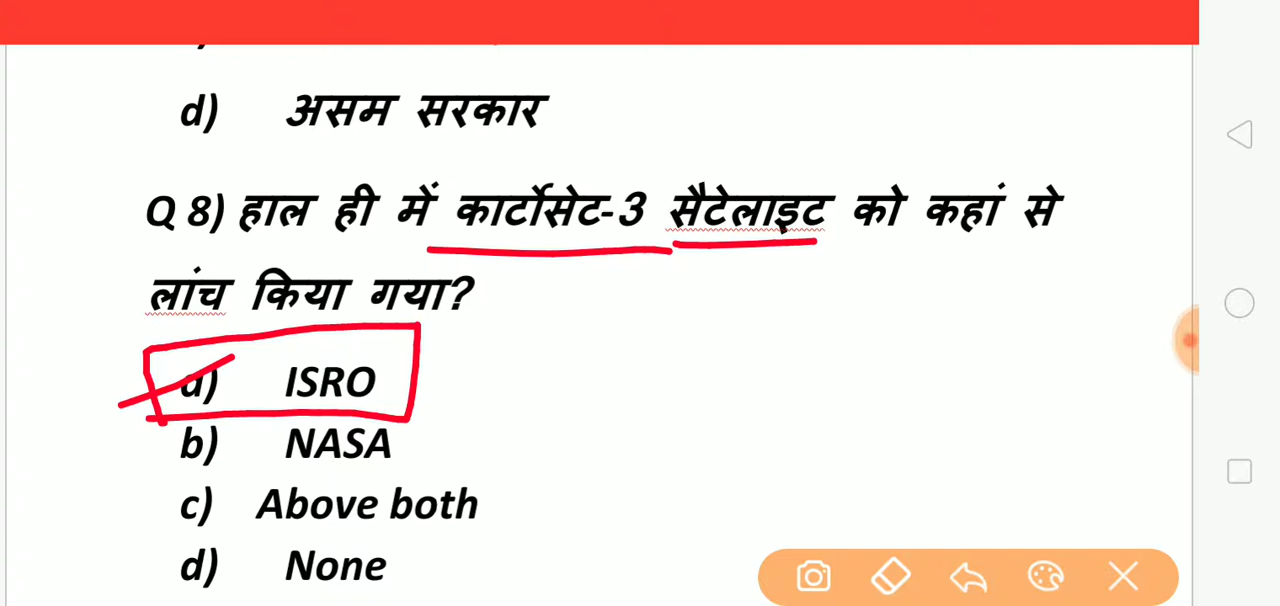 d) असम सरकार
Q 8) हाल ही में कार्टोसेट-3 सैटेलाइट को कहां से
लांच किया गया?
a) ISRO
b) NASA
c) Above both
d) None